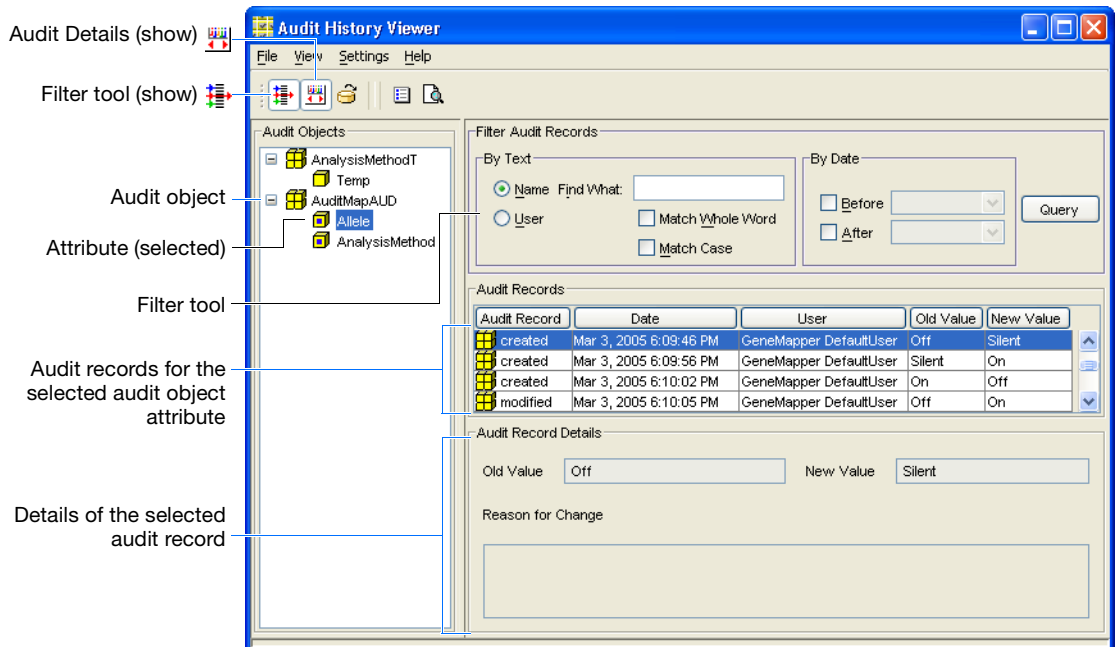 Audit Details (show)
Filter tool (show)
Audit object
Attribute (selected)
Filter tool
Audit records for the
selected audit object
attribute
Details of the selected
audit record
Audit History Viewer
File View Settings Help
Audit Objects
AnalysisMethodT
Temp
AuditMapAUD
Allele
AnalysisMethod
Filter Audit Records
By Text
Name Find What:
User
Match Whole Word
Match Case
By Date
Before
After
Query
Audit Records
Audit Record Date User Old Value New Value
created Mar 3, 2005 6:09:46 PM GeneMapper DefaultUser Off Silent
created Mar 3, 2005 6:09:56 PM GeneMapper DefaultUser Silent On
created Mar 3, 2005 6:10:02 PM GeneMapper DefaultUser On Off
modified Mar 3, 2005 6:10:05 PM GeneMapper DefaultUser Off On
Audit Record Details
Old Value Off New Value Silent
Reason for Change